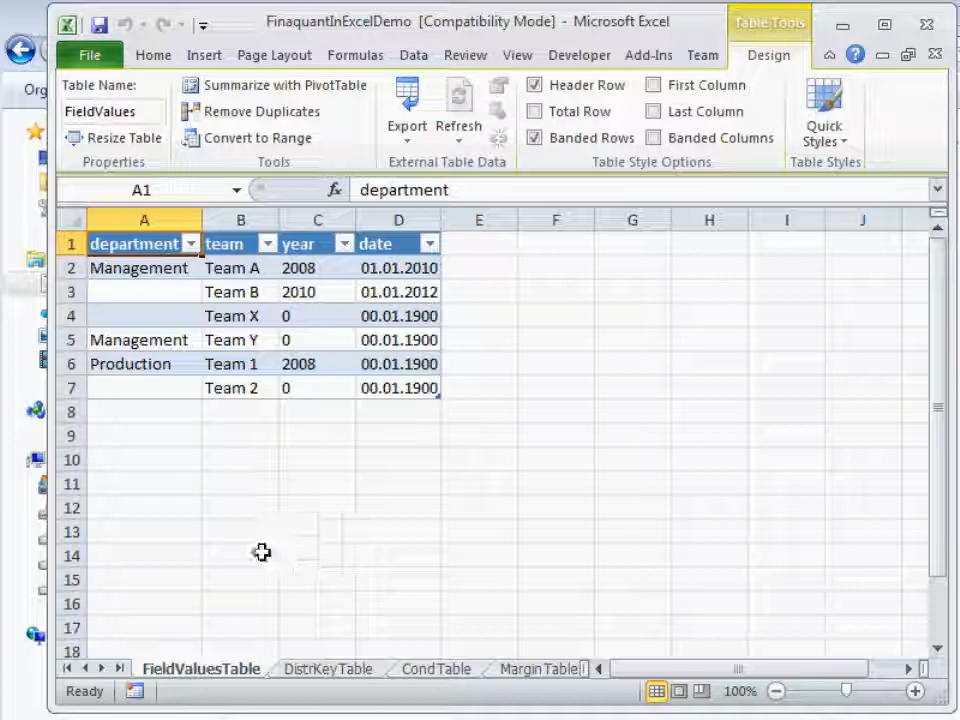 FinaquantInExcelDemo [Compatibility Mode] - Microsoft Excel
Table Tools
File Home Insert Page Layout Formulas Data Review View Developer Add-Ins Team Design
Org
Table Name:
FieldValues
Resize Table
Properties
Summarize with PivotTable
Remove Duplicates
Convert to Range
Tools
Export Refresh
External Table Data
Header Row First Column
Total Row Last Column
Banded Rows Banded Columns
Table Style Options
Quick
Styles
Table Styles
A1 fx department
A B C D E F G H I J
1 department team year date
2 Management Team A 2008 01.01.2010
3 Team B 2010 01.01.2012
4 Team X 0 00.01.1900
5 Management Team Y 0 00.01.1900
6 Production Team 1 2008 00.01.1900
7 Team 2 0 00.01.1900
8
9
10
11
12
13
14
15
16
17
18
FieldValuesTable DistrKeyTable CondTable MarginTable
Ready 100%